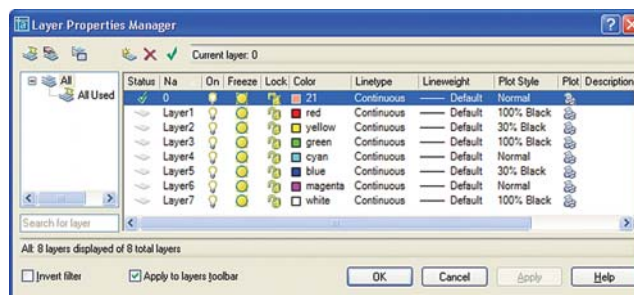 Layer Properties Manager
Current layer: 0
All
All Used
Status Na On Freeze Lock Color Linetype Lineweight Plot Style Plot Description
0 21 Continuous Default Normal
Layer1 red Continuous Default 100% Black
Layer2 yellow Continuous Default 30% Black
Layer3 green Continuous Default 100% Black
Layer4 cyan Continuous Default Normal
Layer5 blue Continuous Default 30% Black
Layer6 magenta Continuous Default Normal
Layer7 white Continuous Default 100% Black
Search for layer
All: 8 layers displayed of 8 total layers
Invert filter Apply to layers toolbar OK Cancel Apply Help